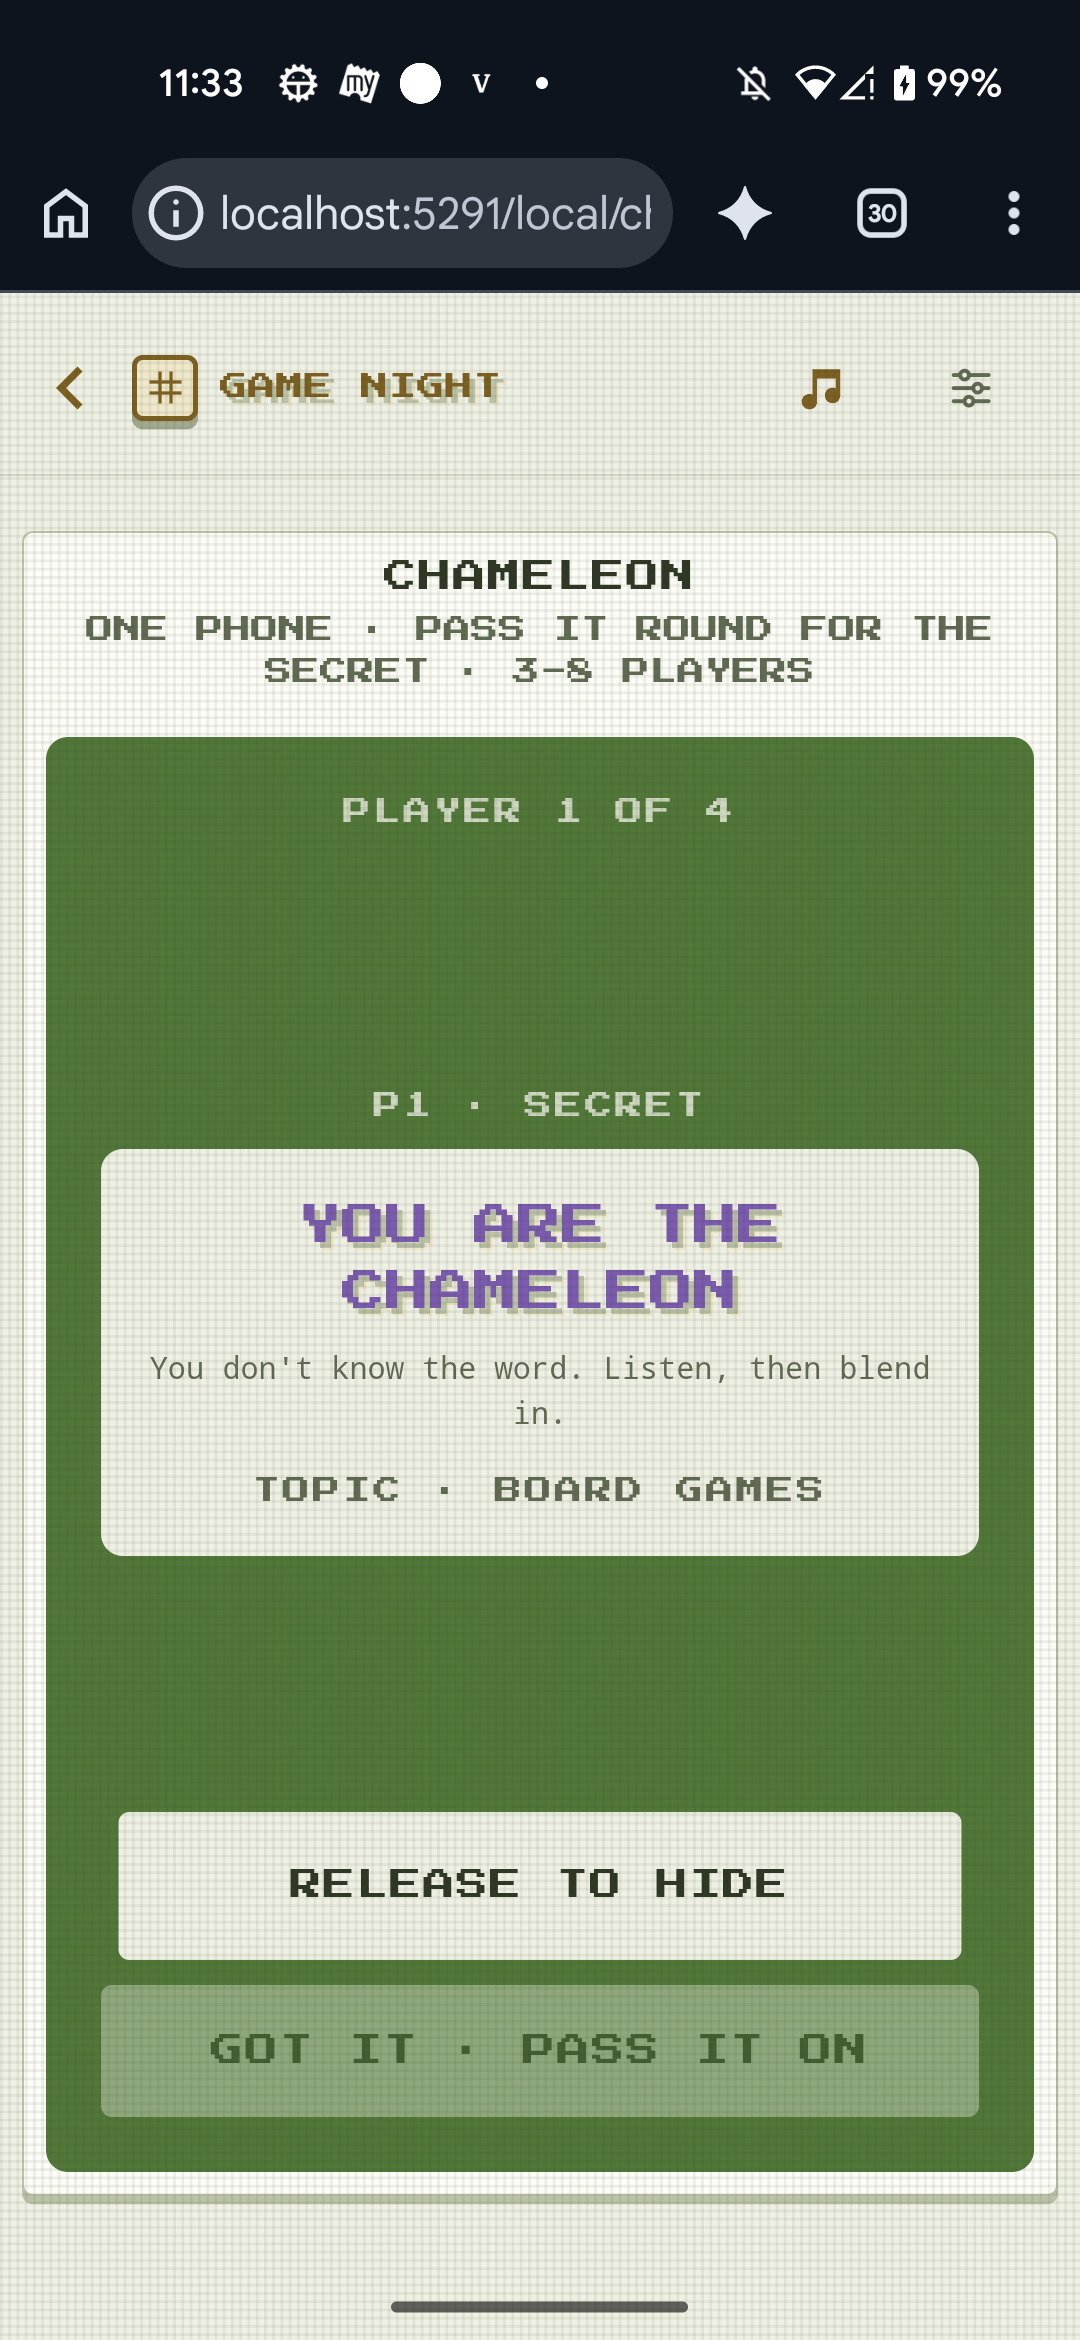 11:33 my V 99%
localhost:5291/local/cl 30
GAME NIGHT
CHAMELEON
ONE PHONE · PASS IT ROUND FOR THE
SECRET · 3–8 PLAYERS
PLAYER 1 OF 4
P1 · SECRET
YOU ARE THE
CHAMELEON
You don't know the word. Listen, then blend
in.
TOPIC · BOARD GAMES
RELEASE TO HIDE
GOT IT · PASS IT ON